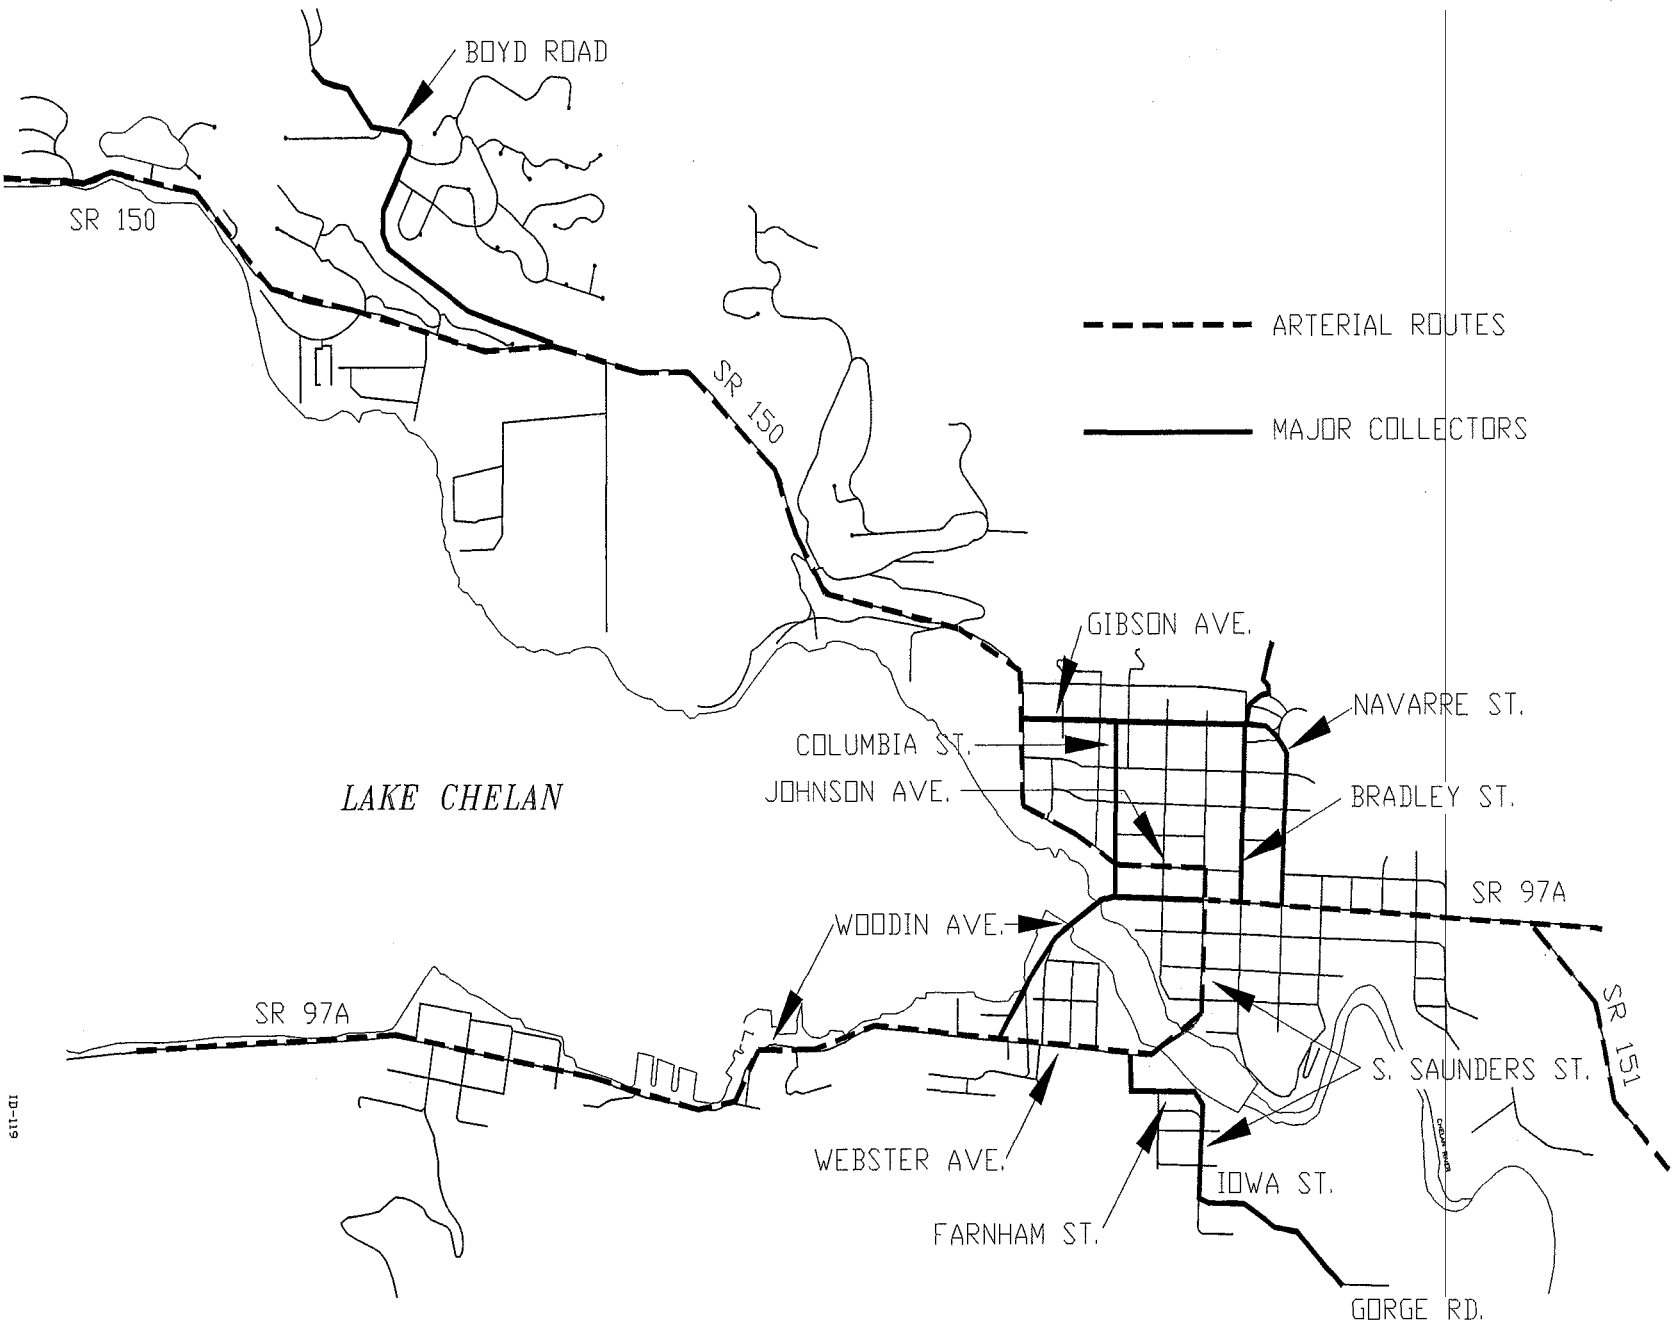 BOYD ROAD
SR 150
ARTERIAL ROUTES
SR 150
MAJOR COLLECTORS
GIBSON AVE.
NAVARRE ST.
COLUMBIA ST.
JOHNSON AVE.
LAKE CHELAN
BRADLEY ST.
SR 97A
WOODIN AVE.
SR 97A
SR 151
S. SAUNDERS ST.
ID-119
CHELAN RIVER
WEBSTER AVE.
IOWA ST.
FARNHAM ST.
GORGE RD.